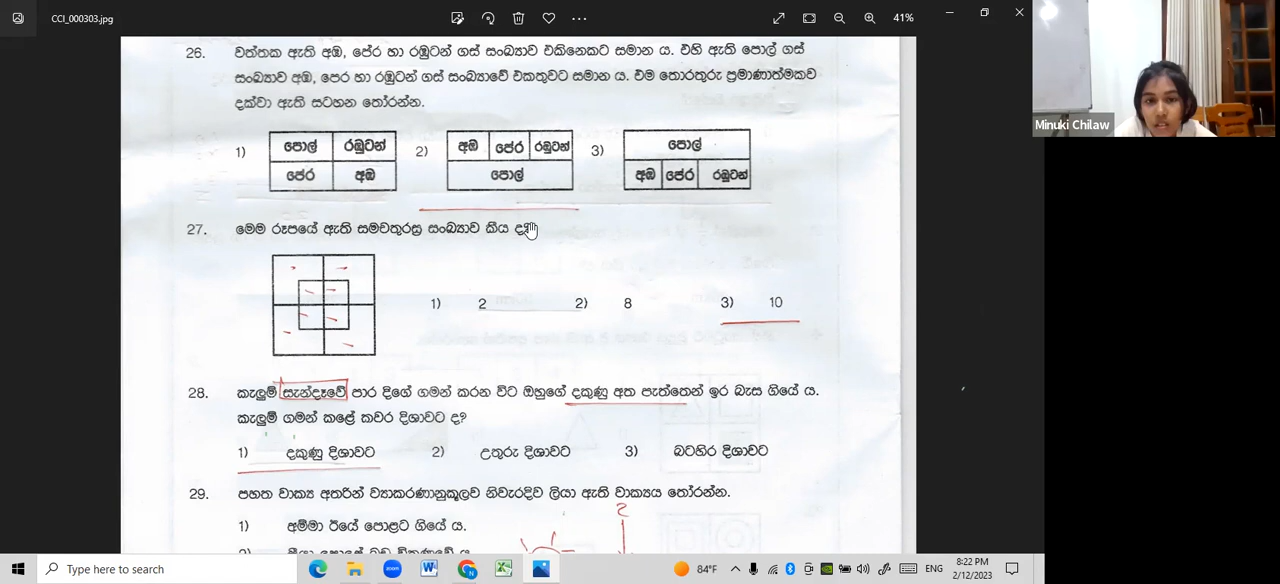 CCI_000303.jpg
41%
26. වත්තක ඇති අඹ, පේර හා රඹුටන් ගස් සංඛ්‍යාව එකිනෙකට සමාන ය. එහි ඇති පොල් ගස්
සංඛ්‍යාව අඹ, පෙර හා රඹුටන් ගස් සංඛ්‍යාවේ එකතුවට සමාන ය. එම තොරතුරු ප්‍රමාණාත්මකව
දක්වා ඇති සටහන තෝරන්න.
1) පොල් රඹුටන් 2) අඹ පේර රඹුටන් 3) පොල්
පේර අඹ පොල් අඹ පේර රඹුටන්
27. මෙම රූපයේ ඇති සමචතුරස්‍ර සංඛ්‍යාව කීය ද?
1) 2 2) 8 3) 10
28. කැලුම් සැන්දෑවේ පාර දිගේ ගමන් කරන විට ඔහුගේ දකුණු අත පැත්තෙන් ඉර බැස ගියේ ය.
කැලුම් ගමන් කළේ කවර දිශාවට ද?
1) දකුණු දිශාවට 2) උතුරු දිශාවට 3) බටහිර දිශාවට
29. පහත වාක්‍ය අතරින් ව්‍යාකරණානුකූලව නිවැරදිව ලියා ඇති වාක්‍යය තෝරන්න.
2
1) අම්මා ඊයේ පොළට ගියේ ය.
Minuki Chilaw
Type here to search
84°F
ENG
8:22 PM
2/12/2023